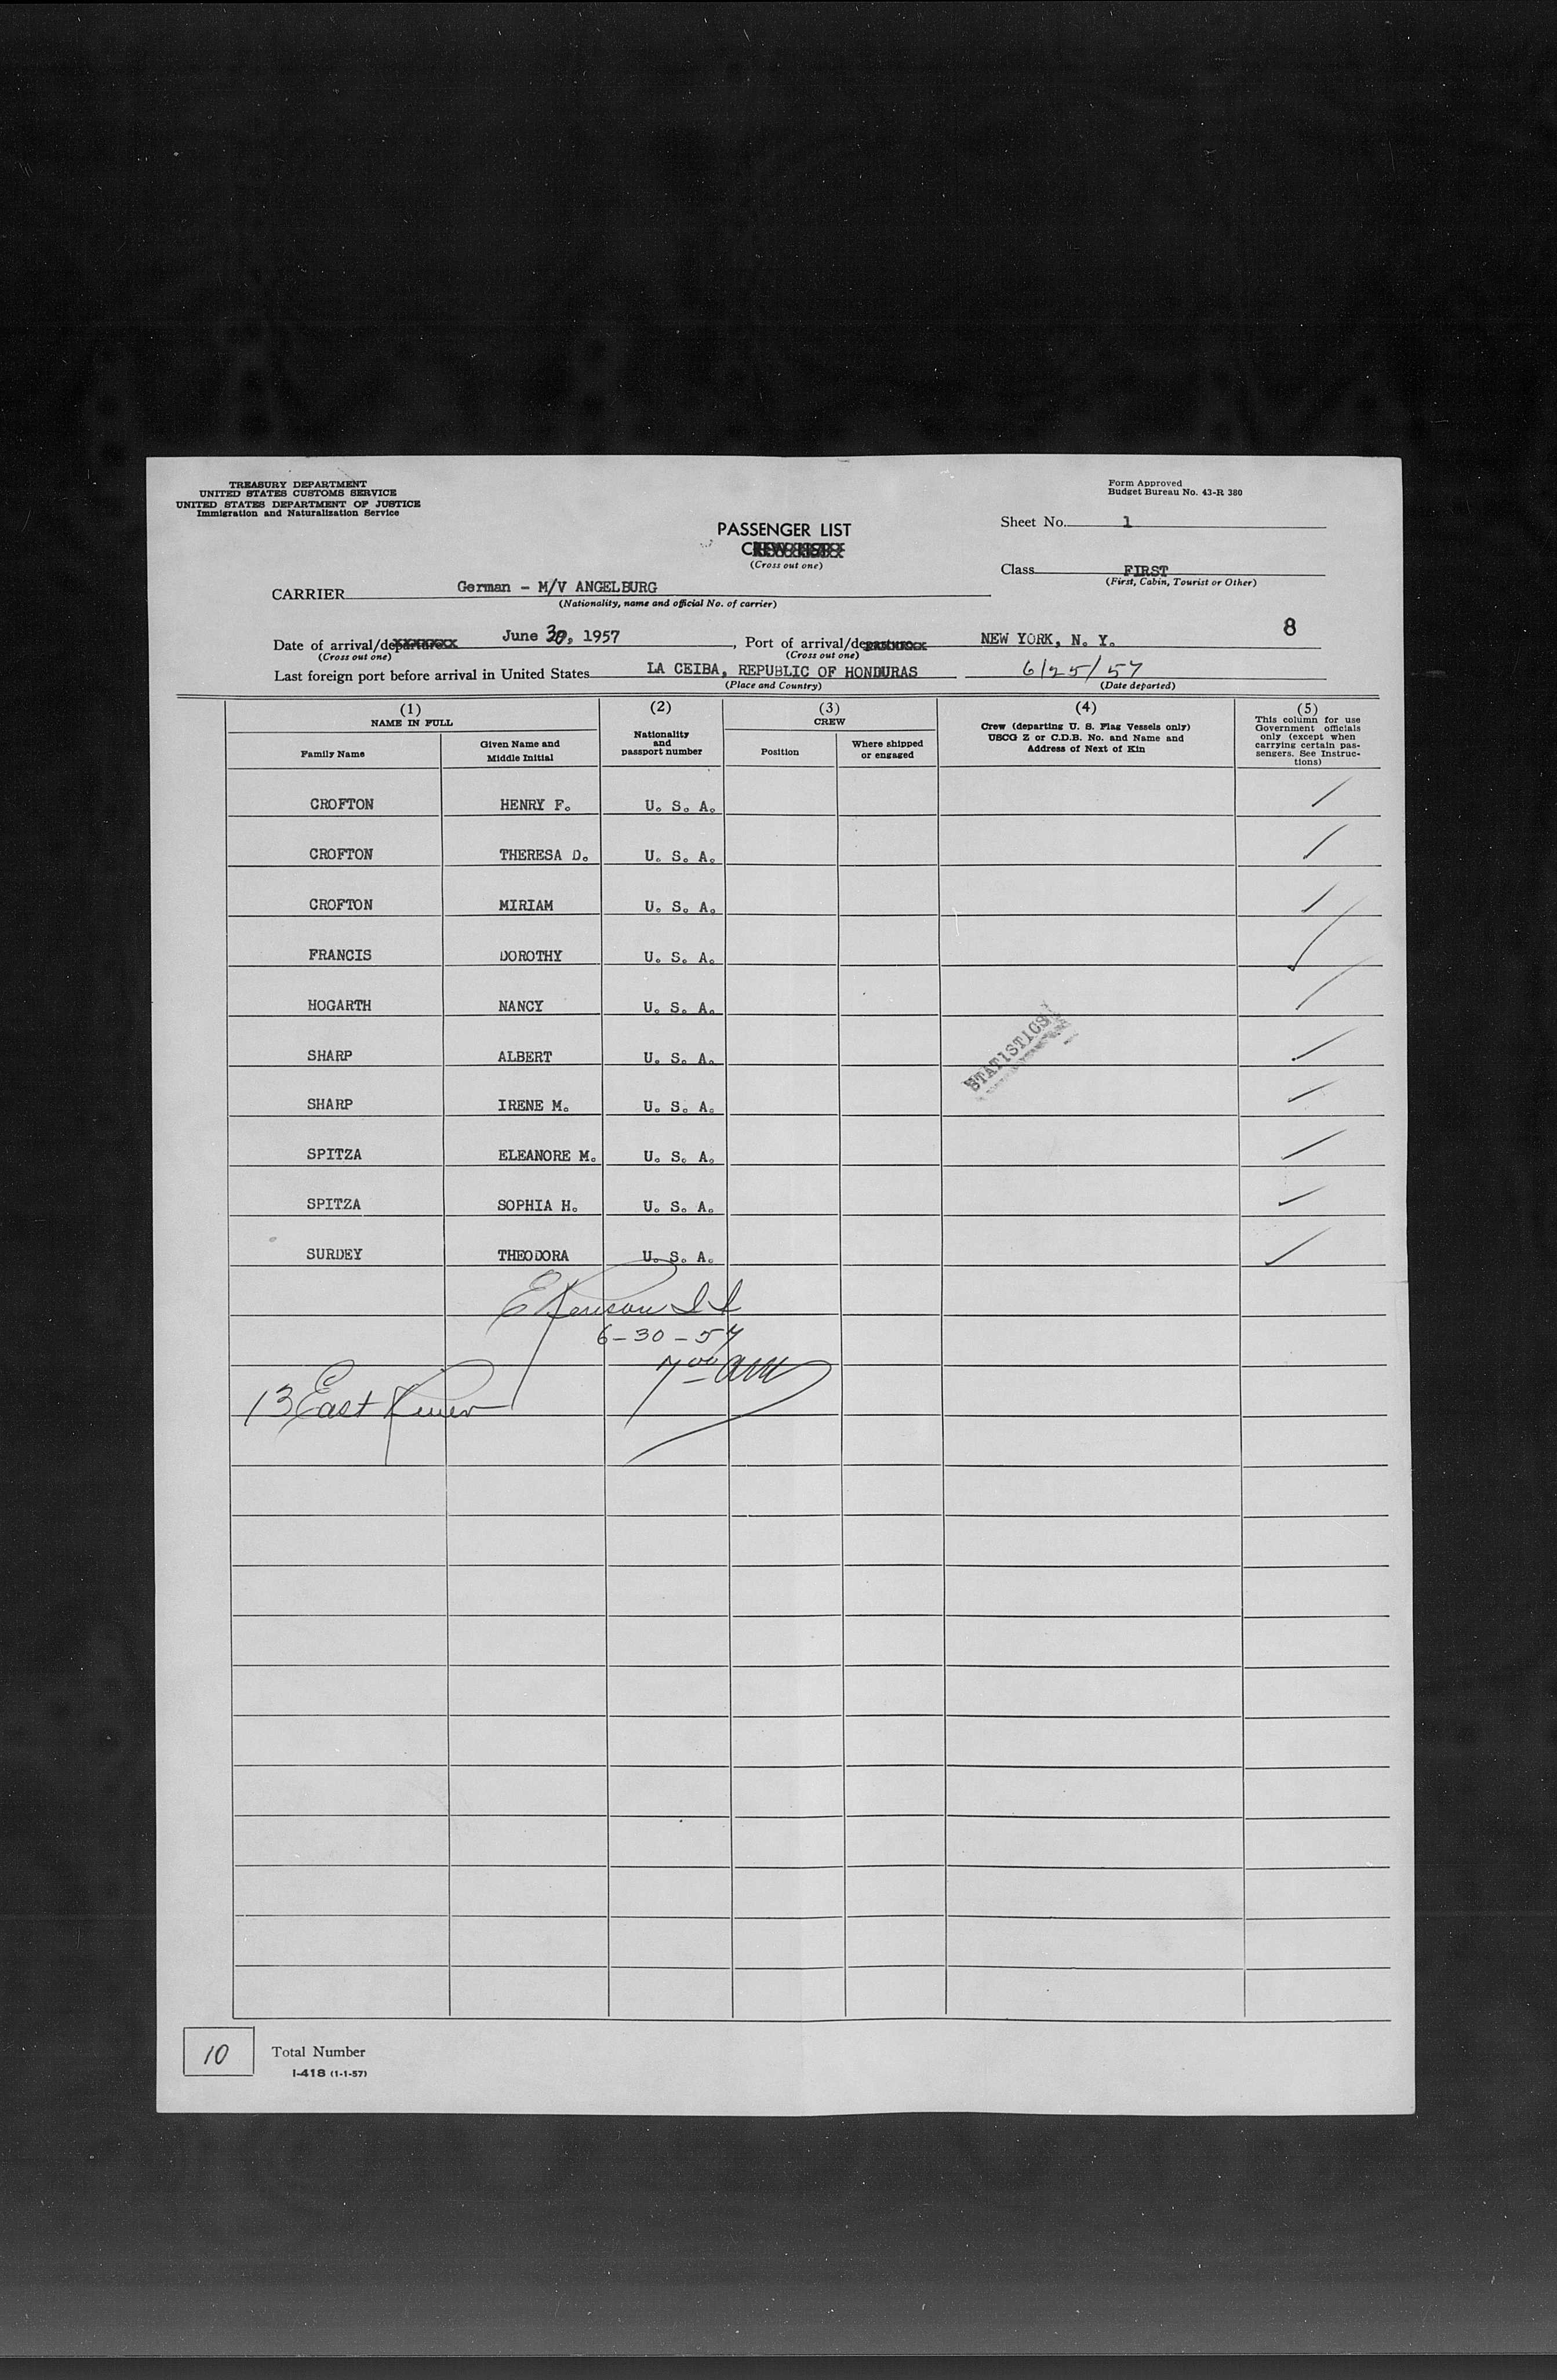 TREASURY DEPARTMENT
UNITED STATES CUSTOMS SERVICE
UNITED STATES DEPARTMENT OF JUSTICE
Immigration and Naturalization Service
Form Approved
Budget Bureau No. 43-R 380
PASSENGER LIST
(Cross out one)
Sheet No. 1
Class FIRST
(First, Cabin, Tourist or Other)
CARRIER German - M/V ANGELBURG
(Nationality, name and official No. of carrier)
8
Date of arrival/departure June 30, 1957, Port of arrival/departure NEW YORK, N. Y.
(Cross out one) (Cross out one)
Last foreign port before arrival in United States LA CEIBA, REPUBLIC OF HONDURAS 6/25/57
(Place and Country) (Date departed)
(1) (2) (3) (4) (5)
NAME IN FULL
Family Name
Given Name and Middle Initial
Nationality and passport number
CREW
Position
Where shipped or engaged
Crew (departing U. S. Flag Vessels only)
USCG Z or C.D.B. No. and Name and
Address of Next of Kin
This column for use
Government officials
only (except when
carrying certain pas-
sengers. See Instruc-
tions)
CROFTON HENRY F. U. S. A.
CROFTON THERESA D. U. S. A.
CROFTON MIRIAM U. S. A.
FRANCIS DOROTHY U. S. A.
HOGARTH NANCY U. S. A.
SHARP ALBERT U. S. A.
STATISTICS
SHARP IRENE M. U. S. A.
SPITZA ELEANORE M. U. S. A.
SPITZA SOPHIA H. U. S. A.
SURDEY THEODORA U. S. A.
6-30-57
7 00 AM
13 East River
10 Total Number
I-418 (1-1-57)